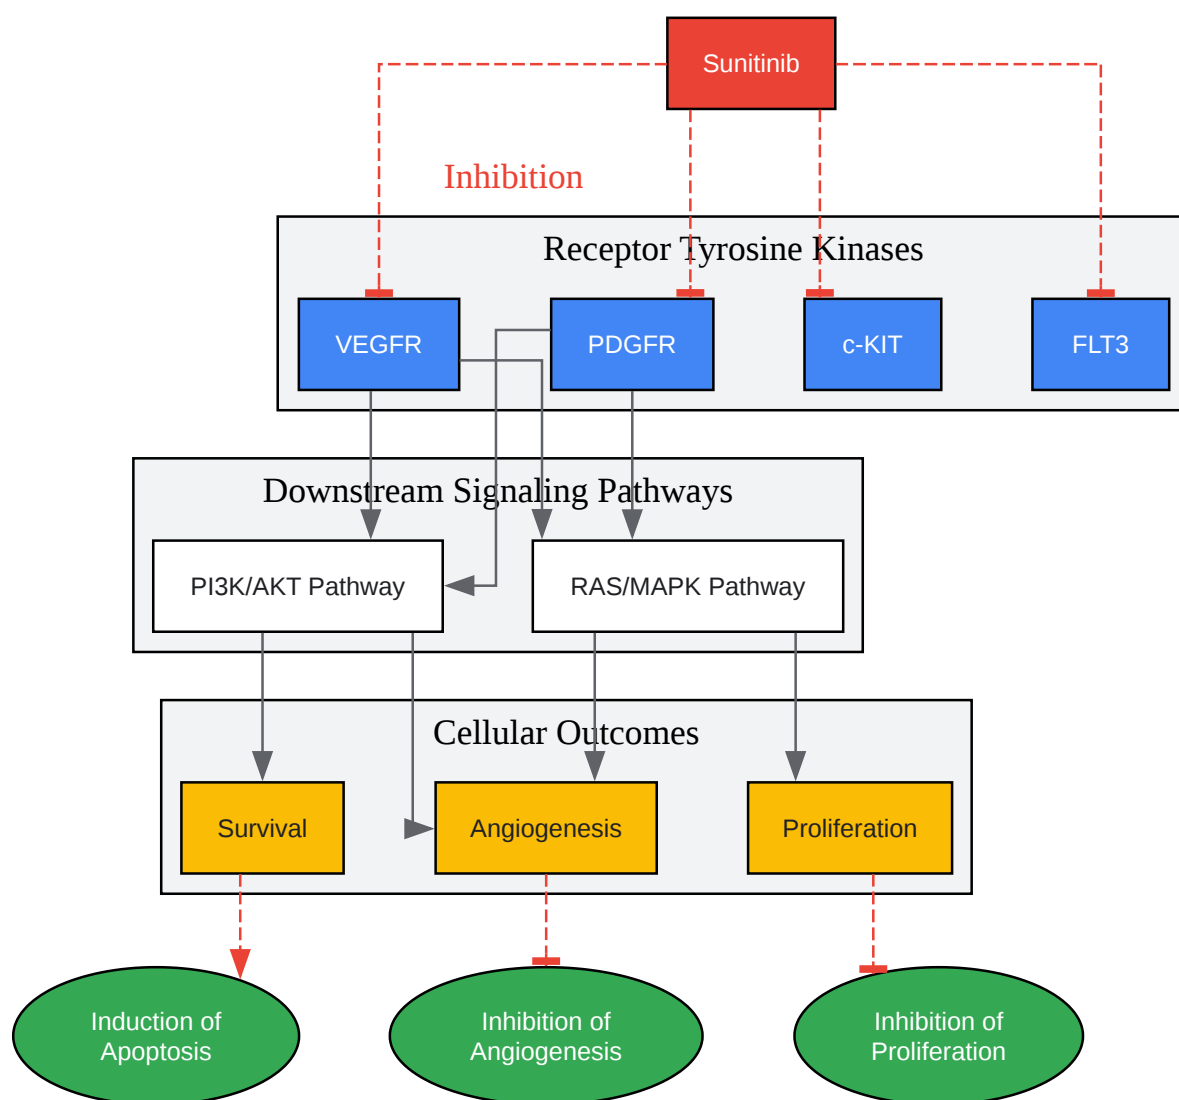 Sunitinib
Inhibition
Receptor Tyrosine Kinases
VEGFR
PDGFR
c-KIT
FLT3
Downstream Signaling Pathways
PI3K/AKT Pathway
RAS/MAPK Pathway
Cellular Outcomes
Survival
Angiogenesis
Proliferation
Induction of
Apoptosis
Inhibition of
Angiogenesis
Inhibition of
Proliferation